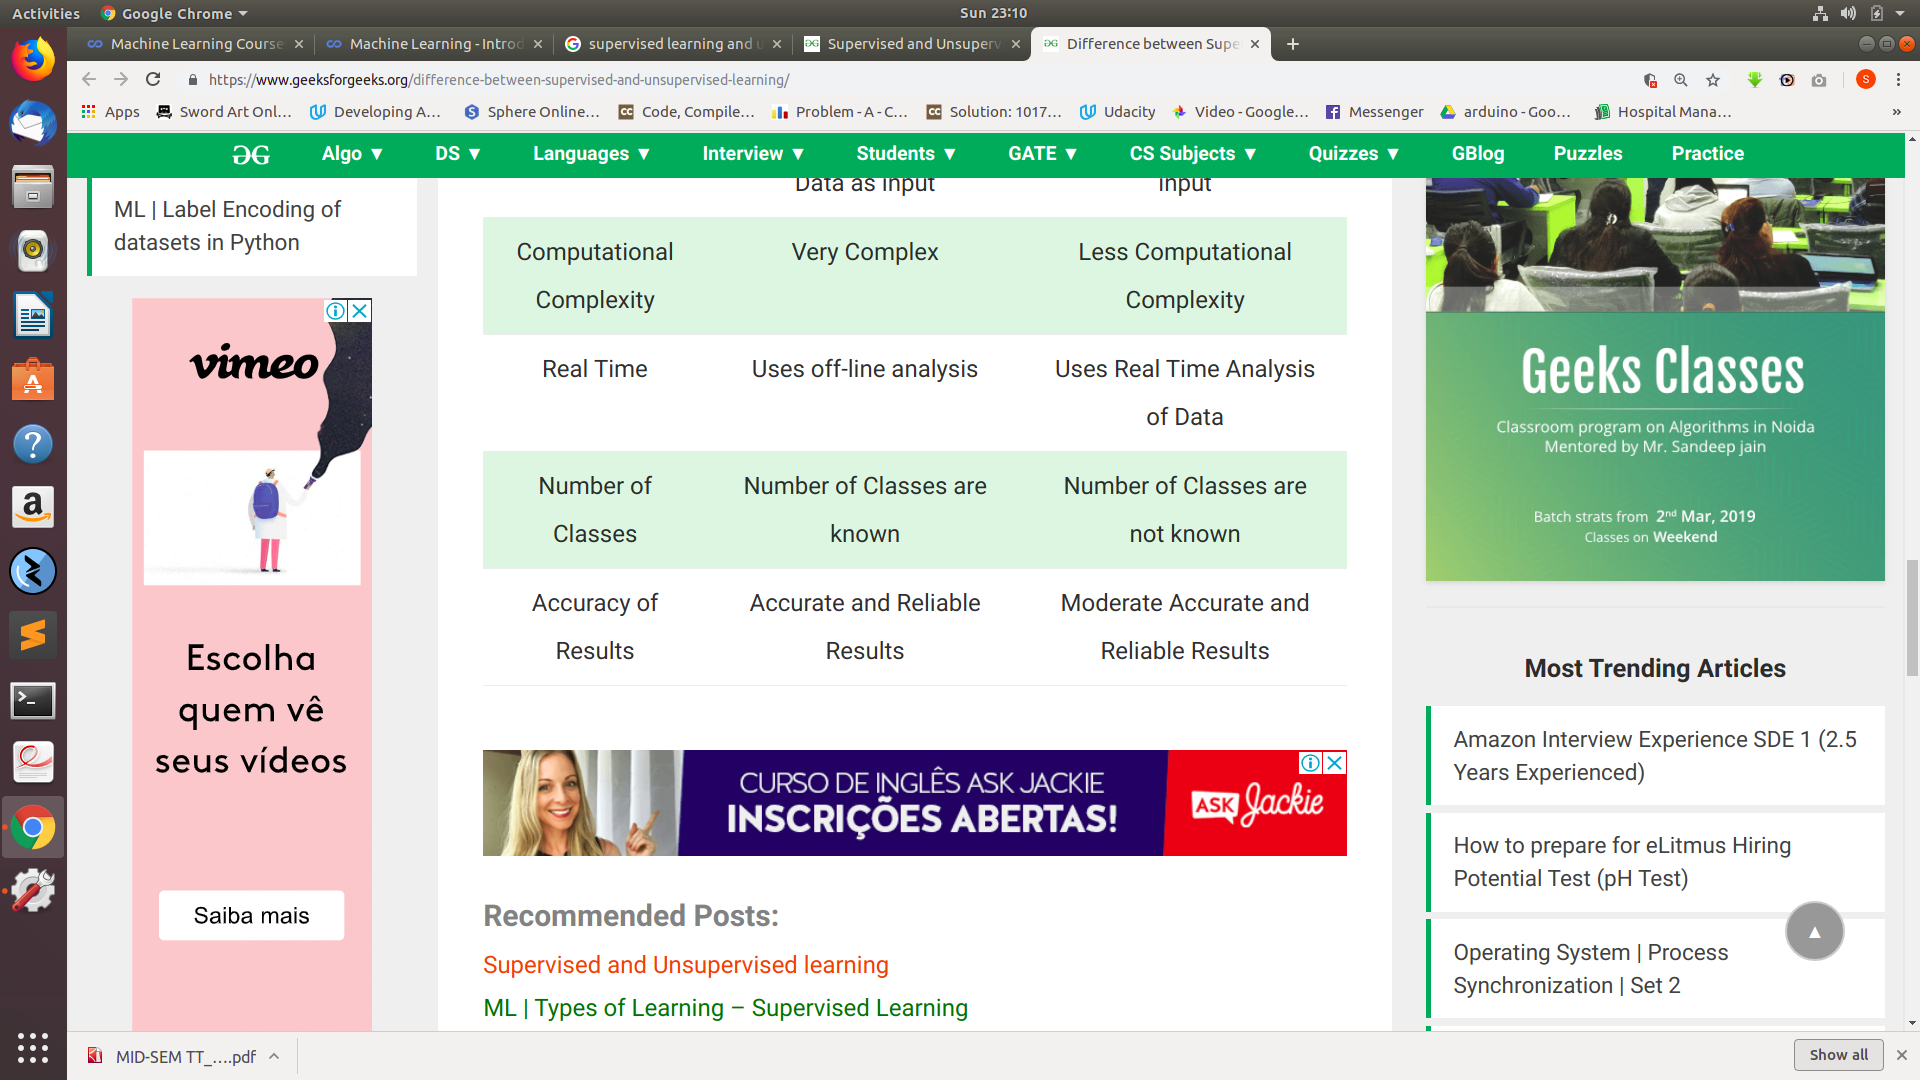 Activities
Google Chrome
Sun 23:10
Machine Learning Course
Machine Learning - Introd
supervised learning and u
Supervised and Unsuperv
Difference between Supe
https://www.geeksforgeeks.org/difference-between-supervised-and-unsupervised-learning/
S
Apps
Sword Art Onl...
Developing A...
Sphere Online...
Code, Compile...
Problem - A - C...
Solution: 1017...
Udacity
Video - Google...
Messenger
arduino - Goo...
Hospital Mana...
»
Algo ▼
DS ▼
Languages ▼
Interview ▼
Students ▼
GATE ▼
CS Subjects ▼
Quizzes ▼
GBlog
Puzzles
Practice
ML | Label Encoding of
datasets in Python
vimeo
Escolha
quem vê
seus vídeos
Saiba mais
Data as input
input
Computational
Complexity
Very Complex
Less Computational
Complexity
Real Time
Uses off-line analysis
Uses Real Time Analysis
of Data
Number of
Classes
Number of Classes are
known
Number of Classes are
not known
Accuracy of
Results
Accurate and Reliable
Results
Moderate Accurate and
Reliable Results
CURSO DE INGLÊS ASK JACKIE
INSCRIÇÕES ABERTAS!
ASK Jackie
Recommended Posts:
Supervised and Unsupervised learning
ML | Types of Learning – Supervised Learning
Geeks Classes
Classroom program on Algorithms in Noida
Mentored by Mr. Sandeep jain
Batch strats from 2nd Mar, 2019
Classes on Weekend
Most Trending Articles
Amazon Interview Experience SDE 1 (2.5
Years Experienced)
How to prepare for eLitmus Hiring
Potential Test (pH Test)
Operating System | Process
Synchronization | Set 2
MID-SEM TT_....pdf
Show all